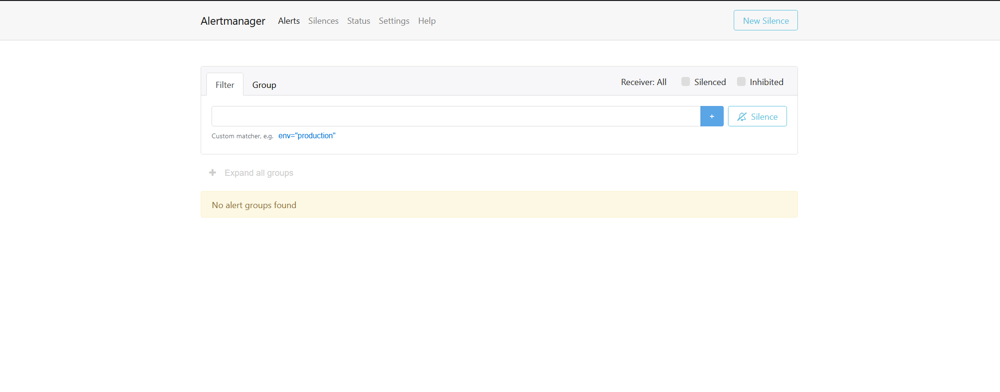 Alertmanager Alerts Silences Status Settings Help New Silence
Filter Group Receiver: All Silenced Inhibited
+ Silence
Custom matcher, e.g. env="production"
+ Expand all groups
No alert groups found